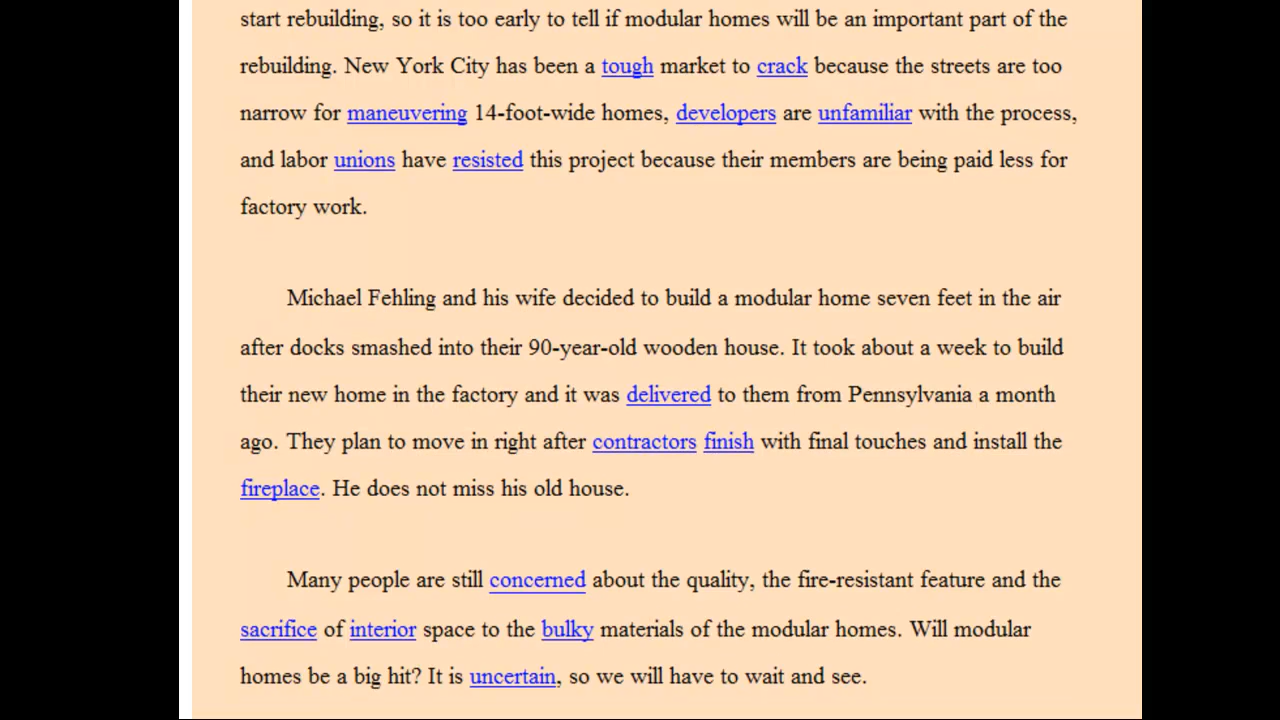 start rebuilding, so it is too early to tell if modular homes will be an important part of the
rebuilding. New York City has been a tough market to crack because the streets are too
narrow for maneuvering 14-foot-wide homes, developers are unfamiliar with the process,
and labor unions have resisted this project because their members are being paid less for
factory work.
Michael Fehling and his wife decided to build a modular home seven feet in the air
after docks smashed into their 90-year-old wooden house. It took about a week to build
their new home in the factory and it was delivered to them from Pennsylvania a month
ago. They plan to move in right after contractors finish with final touches and install the
fireplace. He does not miss his old house.
Many people are still concerned about the quality, the fire-resistant feature and the
sacrifice of interior space to the bulky materials of the modular homes. Will modular
homes be a big hit? It is uncertain, so we will have to wait and see.